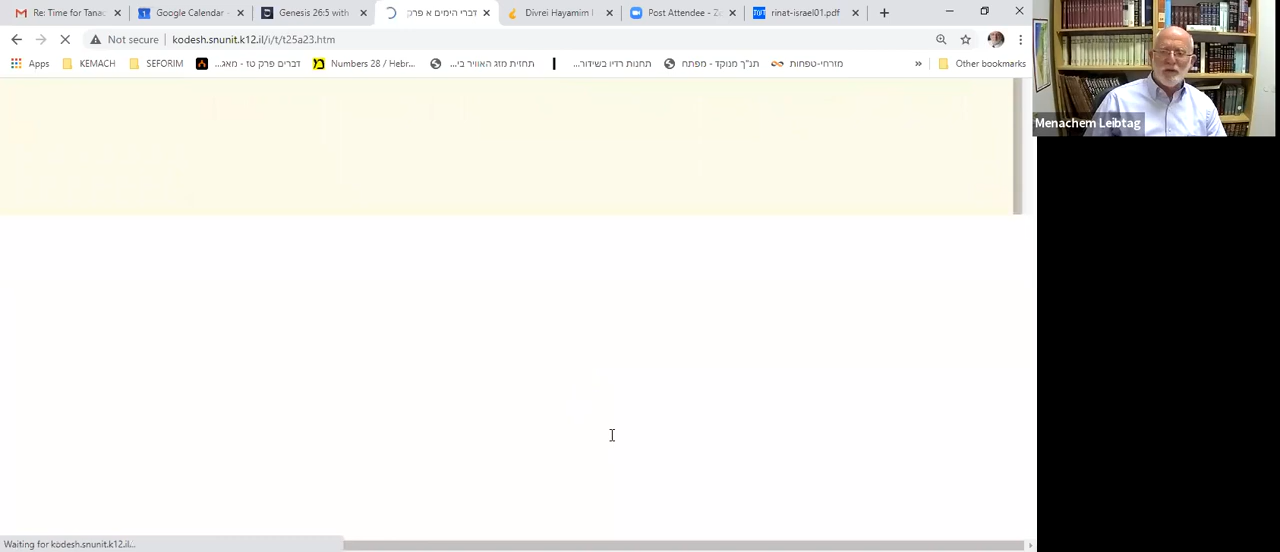 Re: Time for Tanac
Google Calendar -
Genesis 26:5 with
דברי הימים א פרק
Divrei Hayamim I
Post Attendee - Zo
rinat-israel01.pdf
Not secure
kodesh.snunit.k12.il/i/t/t25a23.htm
Apps
KEMACH
SEFORIM
דברים פרק טז - מאג...
Numbers 28 / Hebr...
תחזית מזג האוויר בי...
תחנות רדיו בשידור...
תנ"ך מנוקד - מפתח
מזרחי-טפחות
»
Other bookmarks
Menachem Leibtag
Waiting for kodesh.snunit.k12.il...